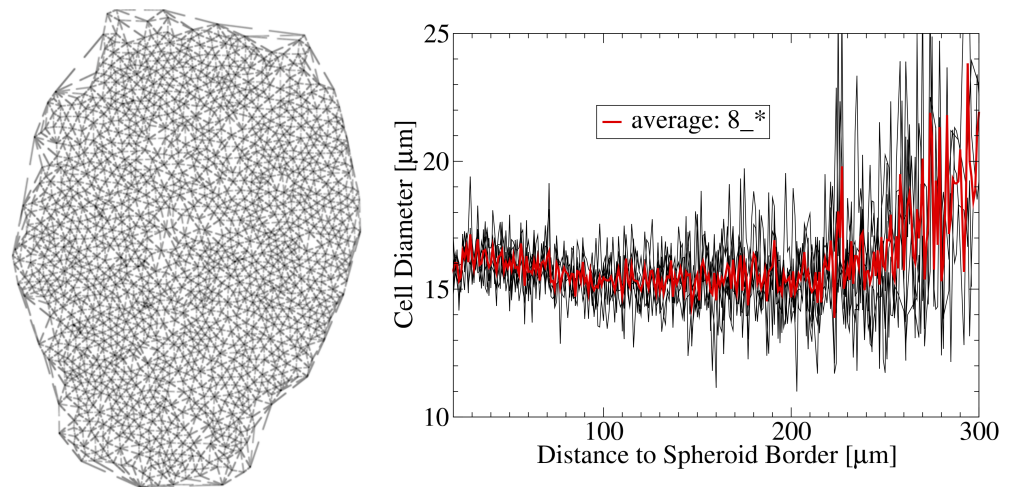 25
20
15
10
Cell Diameter [μm]
average: 8_*
100
200
300
Distance to Spheroid Border [μm]